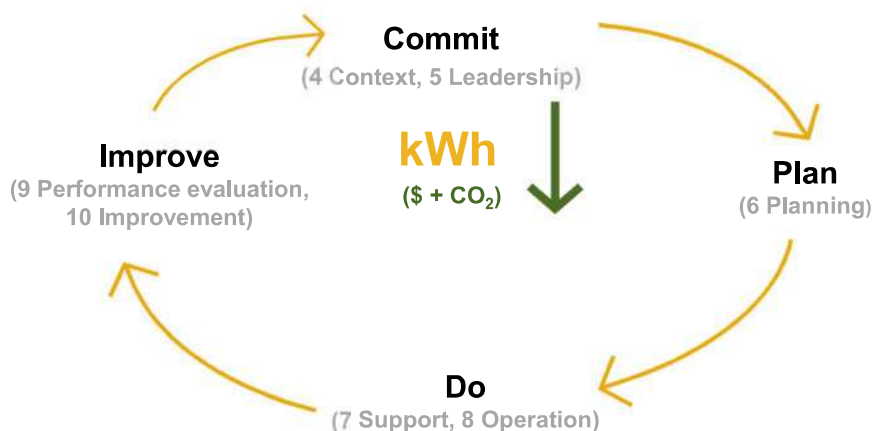 Commit
(4 Context, 5 Leadership)
kWh
($ + CO₂)
Improve
(9 Performance evaluation,
10 Improvement)
Plan
(6 Planning)
Do
(7 Support, 8 Operation)